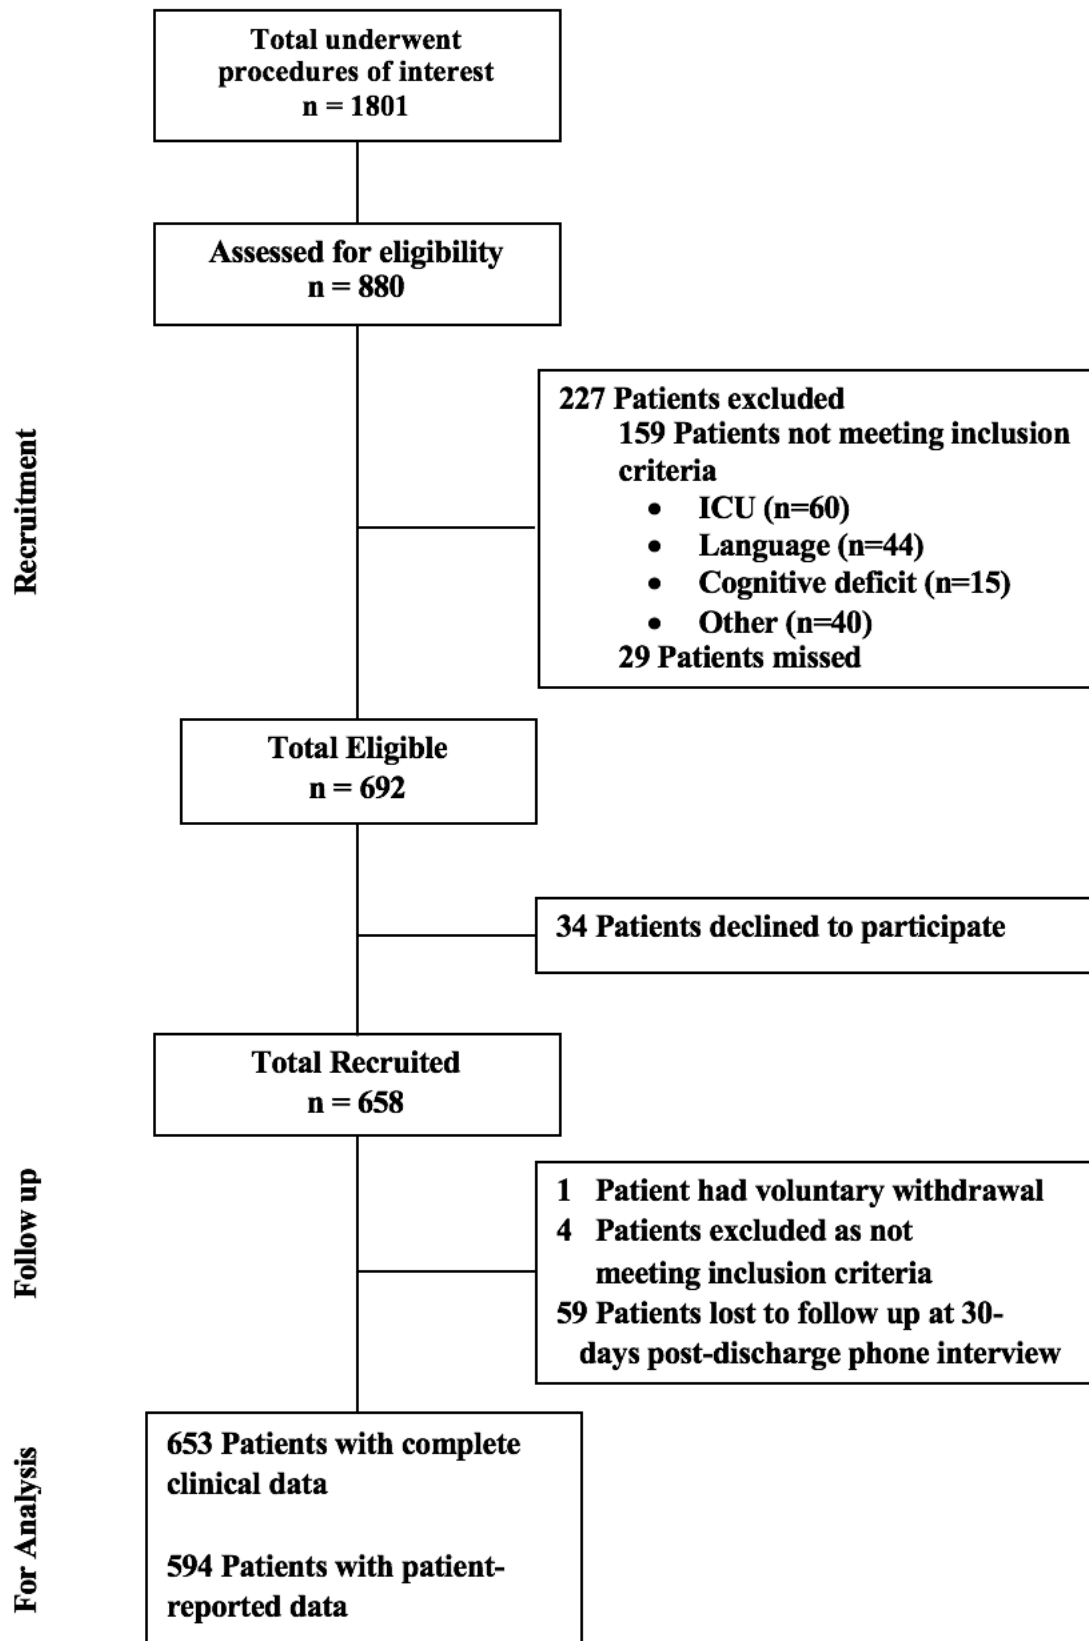 Total underwent
procedures of interest
n = 1801
Assessed for eligibility
n = 880
Recruitment
227 Patients excluded
159 Patients not meeting inclusion
criteria
• ICU (n=60)
• Language (n=44)
• Cognitive deficit (n=15)
• Other (n=40)
29 Patients missed
Total Eligible
n = 692
34 Patients declined to participate
Total Recruited
n = 658
Follow up
1 Patient had voluntary withdrawal
4 Patients excluded as not
meeting inclusion criteria
59 Patients lost to follow up at 30-
days post-discharge phone interview
For Analysis
653 Patients with complete
clinical data
594 Patients with patient-
reported data